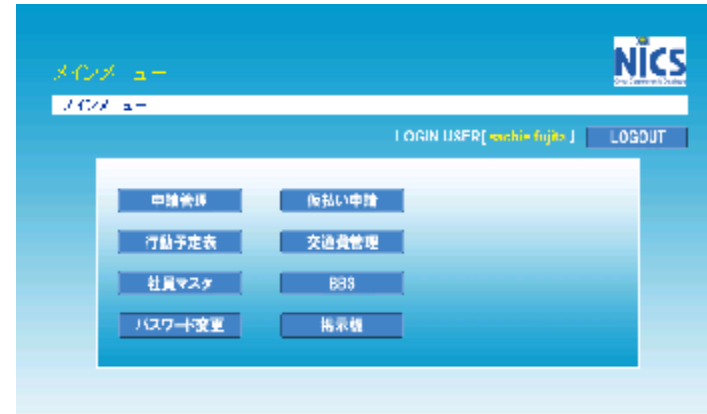 メインメニュー
NiCS
メインメニュー
LOGIN USER[ sachie fujita ] LOGOUT
申請管理 仮払い申請
行動予定表 交通費管理
社員マスタ BBS
パスワード変更 掲示板